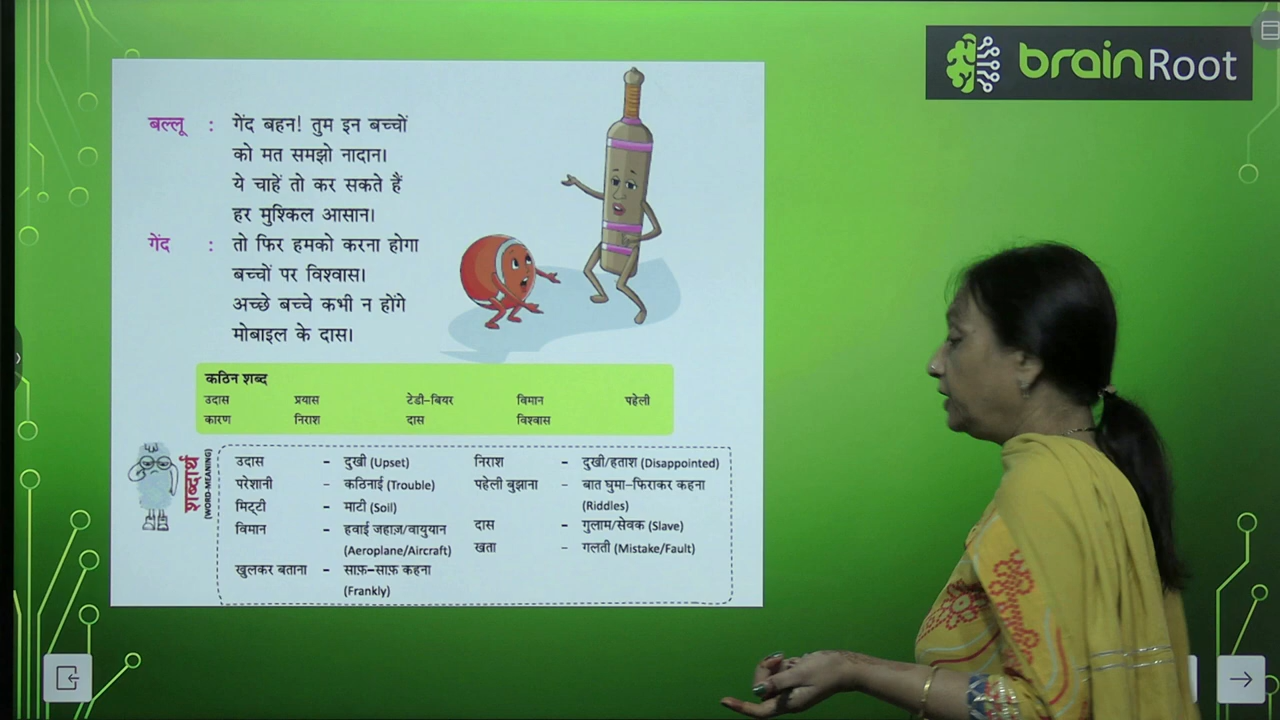 brainRoot
बल्लू : गेंद बहन! तुम इन बच्चों
को मत समझो नादान।
ये चाहें तो कर सकते हैं
हर मुश्किल आसान।
गेंद : तो फिर हमको करना होगा
बच्चों पर विश्वास।
अच्छे बच्चे कभी न होंगे
मोबाइल के दास।
कठिन शब्द
उदास प्रयास टेडी-बियर विमान पहेली
कारण निराश दास विश्वास
शब्दार्थ
(WORD-MEANING)
उदास - दुखी (Upset)
परेशानी - कठिनाई (Trouble)
मिट्टी - माटी (Soil)
विमान - हवाई जहाज़/वायुयान
(Aeroplane/Aircraft)
खुलकर बताना - साफ़-साफ़ कहना
(Frankly)
निराश - दुखी/हताश (Disappointed)
पहेली बुझाना - बात घुमा-फिराकर कहना
(Riddles)
दास - गुलाम/सेवक (Slave)
खता - गलती (Mistake/Fault)